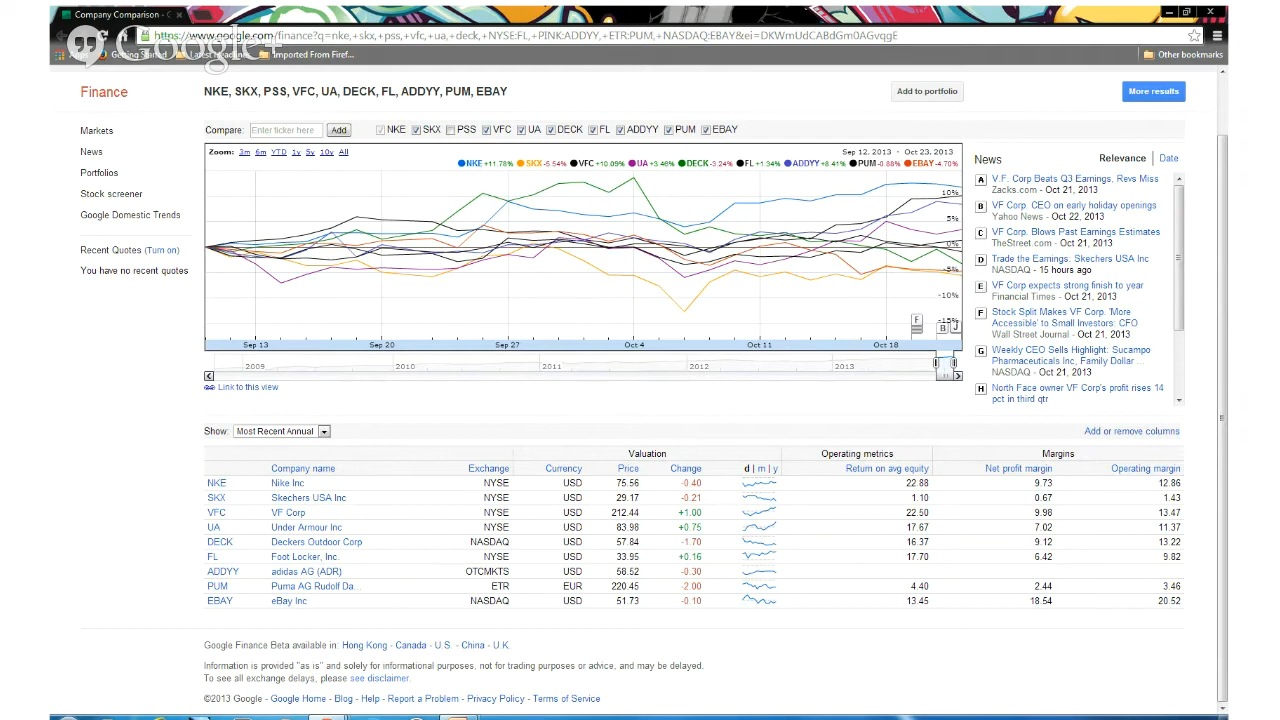 Company Comparison -
https://www.google.com/finance?q=nke,+skx,+pss,+vfc,+ua,+deck,+NYSE:FL,+PINK:ADDYY,+ETR:PUM,+NASDAQ:EBAY&ei=DKWmUdCABdGm0AGvqgE
Google+
Getting Started Latest Headlines Imported From Firef... Other bookmarks
Finance
NKE, SKX, PSS, VFC, UA, DECK, FL, ADDYY, PUM, EBAY
Add to portfolio
More results
Markets
News
Portfolios
Stock screener
Google Domestic Trends
Recent Quotes (Turn on)
You have no recent quotes
Compare: Enter ticker here Add NKE SKX PSS VFC UA DECK FL ADDYY PUM EBAY
Zoom: 3m 6m YTD 1y 5y 10y All
Sep 12, 2013 - Oct 23, 2013
NKE +11.78% SKX -5.54% VFC +10.09% UA +3.46% DECK -3.24% FL +1.34% ADDYY +8.41% PUM -0.88% EBAY -4.70%
10%
5%
0%
-5%
-10%
-15%
F
B J
Sep 13 Sep 20 Sep 27 Oct 4 Oct 11 Oct 18
2009 2010 2011 2012 2013
Link to this view
News Relevance Date
A V.F. Corp Beats Q3 Earnings, Revs Miss
Zacks.com - Oct 21, 2013
B VF Corp. CEO on early holiday openings
Yahoo News - Oct 22, 2013
C VF Corp. Blows Past Earnings Estimates
TheStreet.com - Oct 21, 2013
D Trade the Earnings: Skechers USA Inc
NASDAQ - 15 hours ago
E VF Corp expects strong finish to year
Financial Times - Oct 21, 2013
F Stock Split Makes VF Corp. 'More
Accessible' to Small Investors: CFO
Wall Street Journal - Oct 21, 2013
G Weekly CEO Sells Highlight: Sucampo
Pharmaceuticals Inc, Family Dollar ...
NASDAQ - Oct 21, 2013
H North Face owner VF Corp's profit rises 14
pct in third qtr
Show: Most Recent Annual
Add or remove columns
Valuation Operating metrics Margins
Company name Exchange Currency Price Change d | m | y Return on avg equity Net profit margin Operating margin
NKE Nike Inc NYSE USD 75.56 -0.40 22.88 9.73 12.86
SKX Skechers USA Inc NYSE USD 29.17 -0.21 1.10 0.67 1.43
VFC VF Corp NYSE USD 212.44 +1.00 22.50 9.98 13.47
UA Under Armour Inc NYSE USD 83.98 +0.75 17.67 7.02 11.37
DECK Deckers Outdoor Corp NASDAQ USD 57.84 -1.70 16.37 9.12 13.22
FL Foot Locker, Inc. NYSE USD 33.95 +0.16 17.70 6.42 9.82
ADDYY adidas AG (ADR) OTCMKTS USD 58.52 -0.30
PUM Puma AG Rudolf Da... ETR EUR 220.45 -2.00 4.40 2.44 3.46
EBAY eBay Inc NASDAQ USD 51.73 -0.10 13.45 18.54 20.52
Google Finance Beta available in: Hong Kong - Canada - U.S. - China - U.K.
Information is provided "as is" and solely for informational purposes, not for trading purposes or advice, and may be delayed.
To see all exchange delays, please see disclaimer.
©2013 Google - Google Home - Blog - Help - Report a Problem - Privacy Policy - Terms of Service